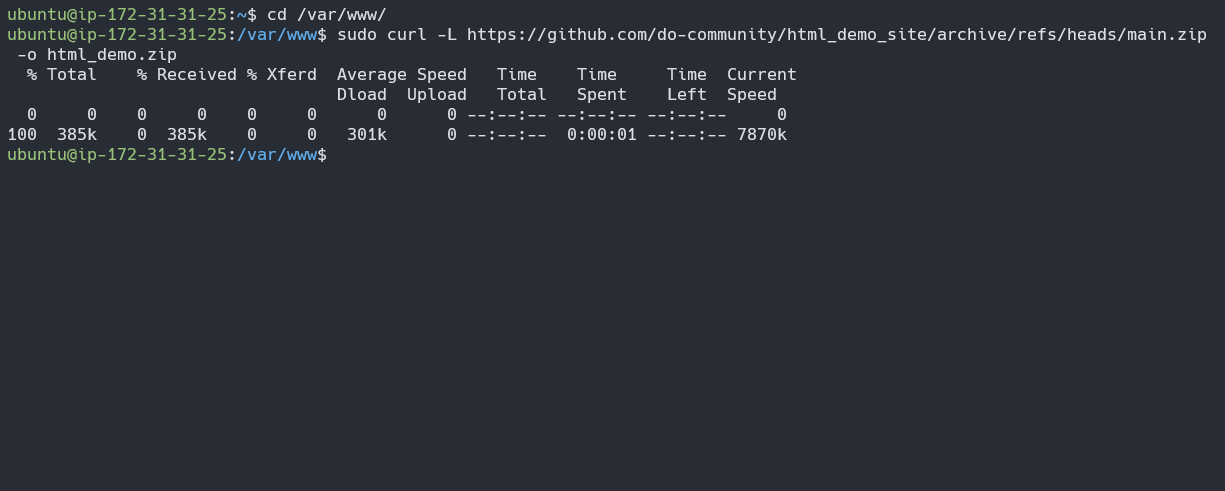 ubuntu@ip-172-31-31-25:~$ cd /var/www/
ubuntu@ip-172-31-31-25:/var/www$ sudo curl -L https://github.com/do-community/html_demo_site/archive/refs/heads/main.zip
 -o html_demo.zip
  % Total    % Received % Xferd  Average Speed   Time    Time     Time  Current
                                 Dload  Upload   Total   Spent    Left  Speed
  0     0    0     0    0     0      0      0 --:--:-- --:--:-- --:--:--     0
100  385k    0  385k    0     0   301k      0 --:--:--  0:00:01 --:--:-- 7870k
ubuntu@ip-172-31-31-25:/var/www$